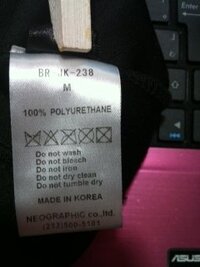 BR JK-238
M
100% POLYURETHANE
Do not wash
Do not bleach
Do not iron
Do not dry clean
Do not tumble dry
MADE IN KOREA
NEOGRAPHIC co.,ltd.
ASUS